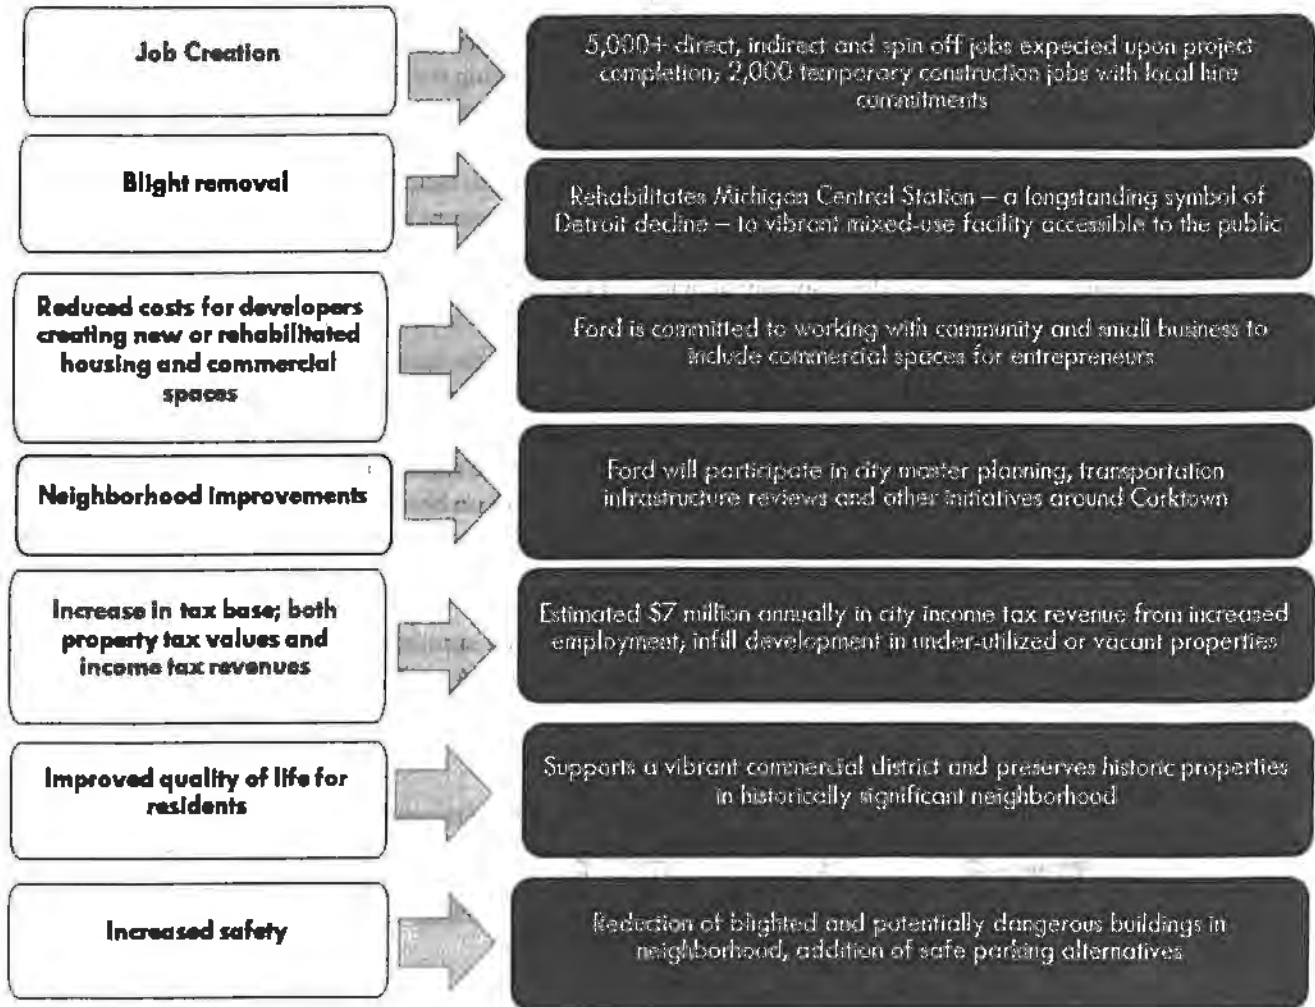 Job Creation
5,000+ direct, indirect and spin off jobs expected upon project
completion; 2,000 temporary construction jobs with local hire
commitments
Blight removal
Rehabilitates Michigan Central Station – a longstanding symbol of
Detroit decline – to vibrant mixed-use facility accessible to the public
Reduced costs for developers
creating new or rehabilitated
housing and commercial
spaces
Ford is committed to working with community and small business to
include commercial spaces for entrepreneurs
Neighborhood improvements
Ford will participate in city master planning, transportation
infrastructure reviews and other initiatives around Corktown
Increase in tax base; both
property tax values and
income tax revenues
Estimated $7 million annually in city income tax revenue from increased
employment, infill development in under-utilized or vacant properties
Improved quality of life for
residents
Supports a vibrant commercial district and preserves historic properties
in historically significant neighborhood
Increased safety
Reduction of blighted and potentially dangerous buildings in
neighborhood, addition of safe parking alternatives